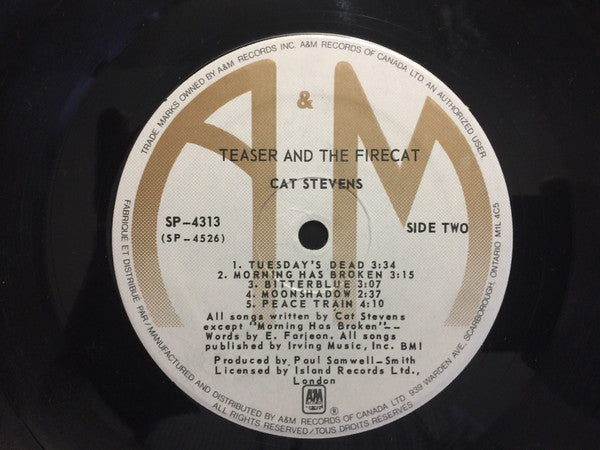 TRADE MARKS OWNED BY A&M RECORDS INC. A&M RECORDS OF CANADA LTD. AN AUTHORIZED USER
A & M
TEASER AND THE FIRECAT
CAT STEVENS
SP-4313
(SP-4526)
SIDE TWO
1. TUESDAY'S DEAD 3:34
2. MORNING HAS BROKEN 3:15
3. BITTERBLUE 3:07
4. MOONSHADOW 2:37
5. PEACE TRAIN 4:10
All songs written by Cat Stevens
except "Morning Has Broken"--
Words by E. Farjeon. All songs
published by Irving Music, Inc. BMI
Produced by Paul Samwell-Smith
Licensed by Island Records Ltd.,
London
A&M
®
FABRIQUE ET DISTRIBUÉ PAR / MANUFACTURED AND DISTRIBUTED BY A&M RECORDS OF CANADA LTD. 939 WARDEN AVE, SCARBOROUGH, ONTARIO M1L 4C5
ALL RIGHTS RESERVED / TOUS DROITS RESERVÉS.